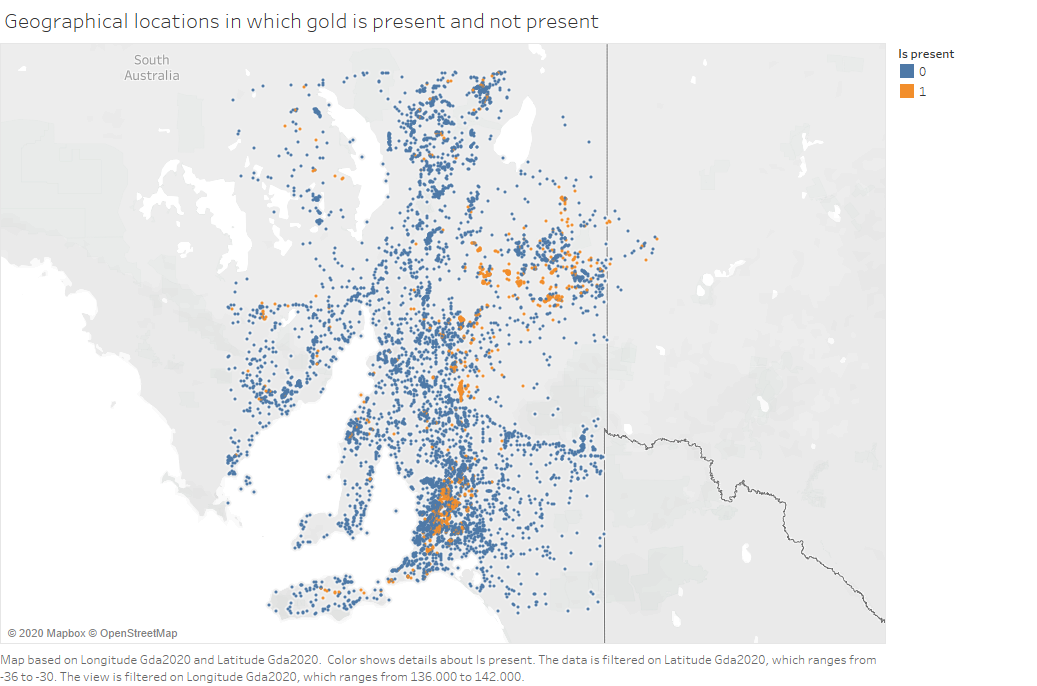 Geographical locations in which gold is present and not present
South
Australia
Is present
0
1
© 2020 Mapbox © OpenStreetMap
Map based on Longitude Gda2020 and Latitude Gda2020.  Color shows details about Is present. The data is filtered on Latitude Gda2020, which ranges from
-36 to -30. The view is filtered on Longitude Gda2020, which ranges from 136.000 to 142.000.